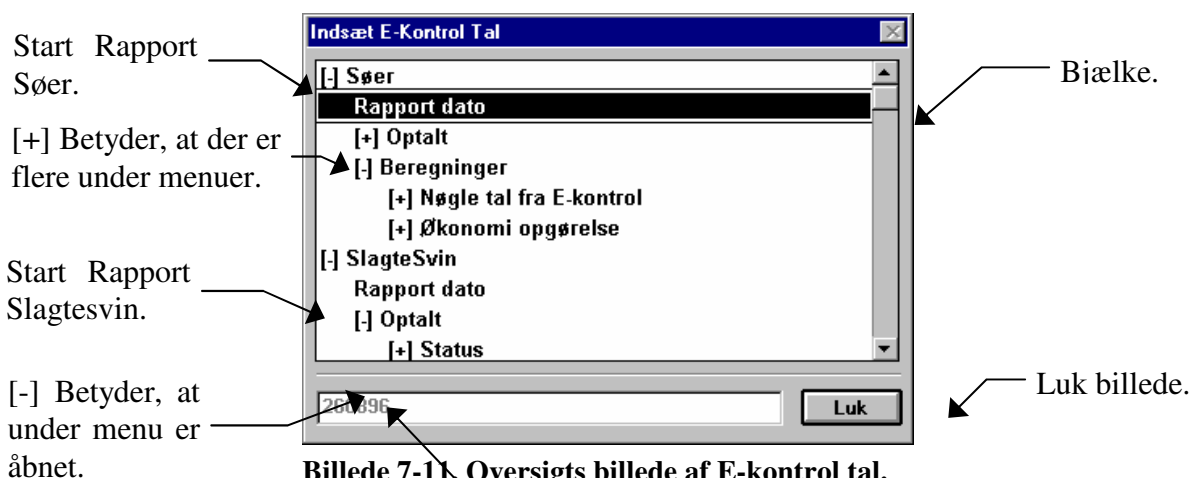 Start Rapport
Søer.
[+] Betyder, at der er
flere under menuer.
Start Rapport
Slagtesvin.
[-] Betyder, at
under menu er
åbnet.
Indsæt E-Kontrol Tal
[-] Søer
Rapport dato
[+] Optalt
[-] Beregninger
[+] Nøgle tal fra E-kontrol
[+] Økonomi opgørelse
[-] SlagteSvin
Rapport dato
[-] Optalt
[+] Status
260896
Luk
Bjælke.
Luk billede.
Billede 7-11. Oversigts billede af E-kontrol tal.